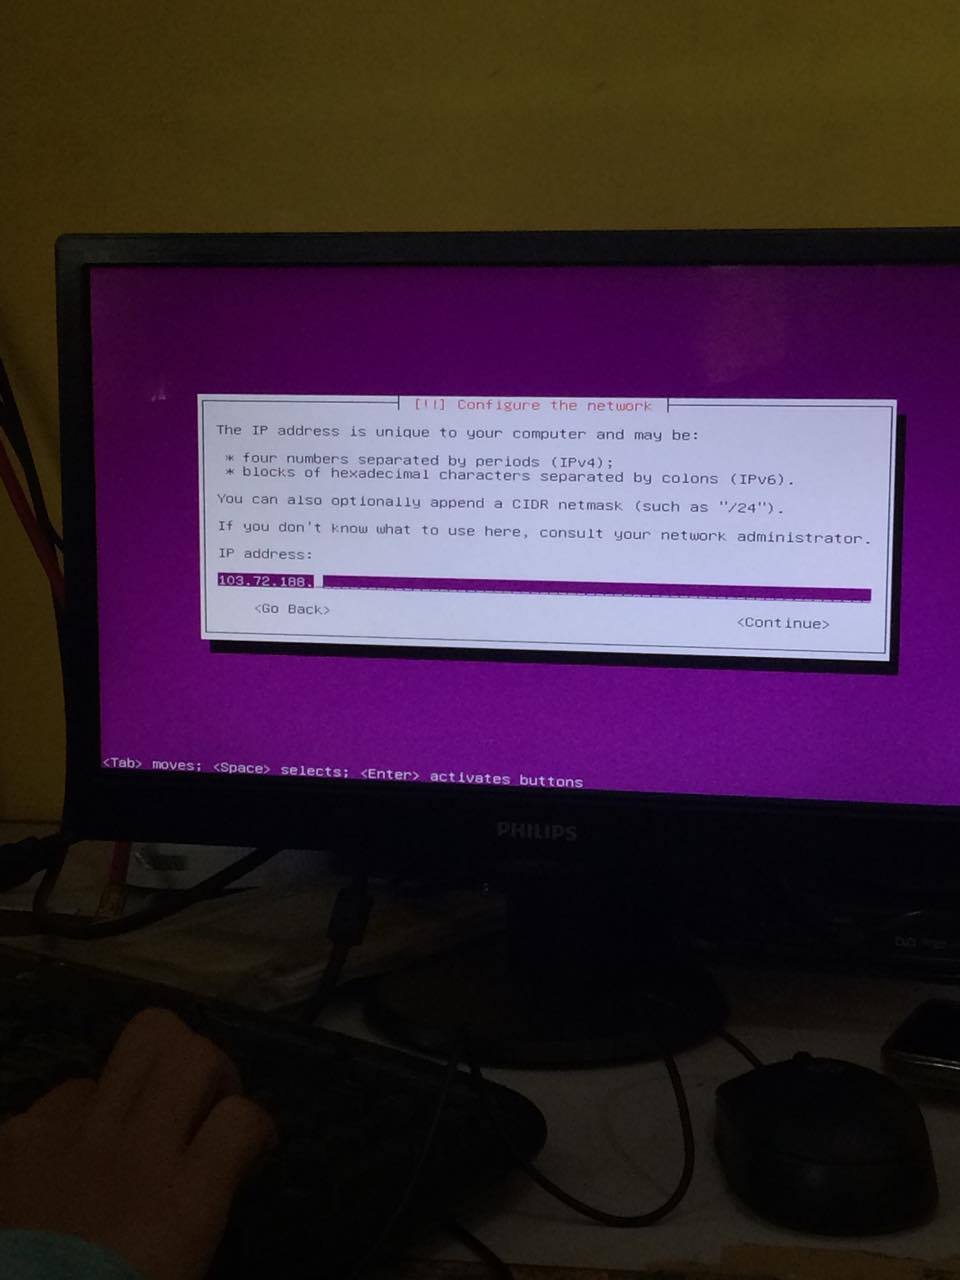 [!!] Configure the network
The IP address is unique to your computer and may be:
* four numbers separated by periods (IPv4);
* blocks of hexadecimal characters separated by colons (IPv6).
You can also optionally append a CIDR netmask (such as "/24").
If you don't know what to use here, consult your network administrator.
IP address:
103.72.188.
<Go Back>
<Continue>
<Tab> moves; <Space> selects; <Enter> activates buttons
PHILIPS